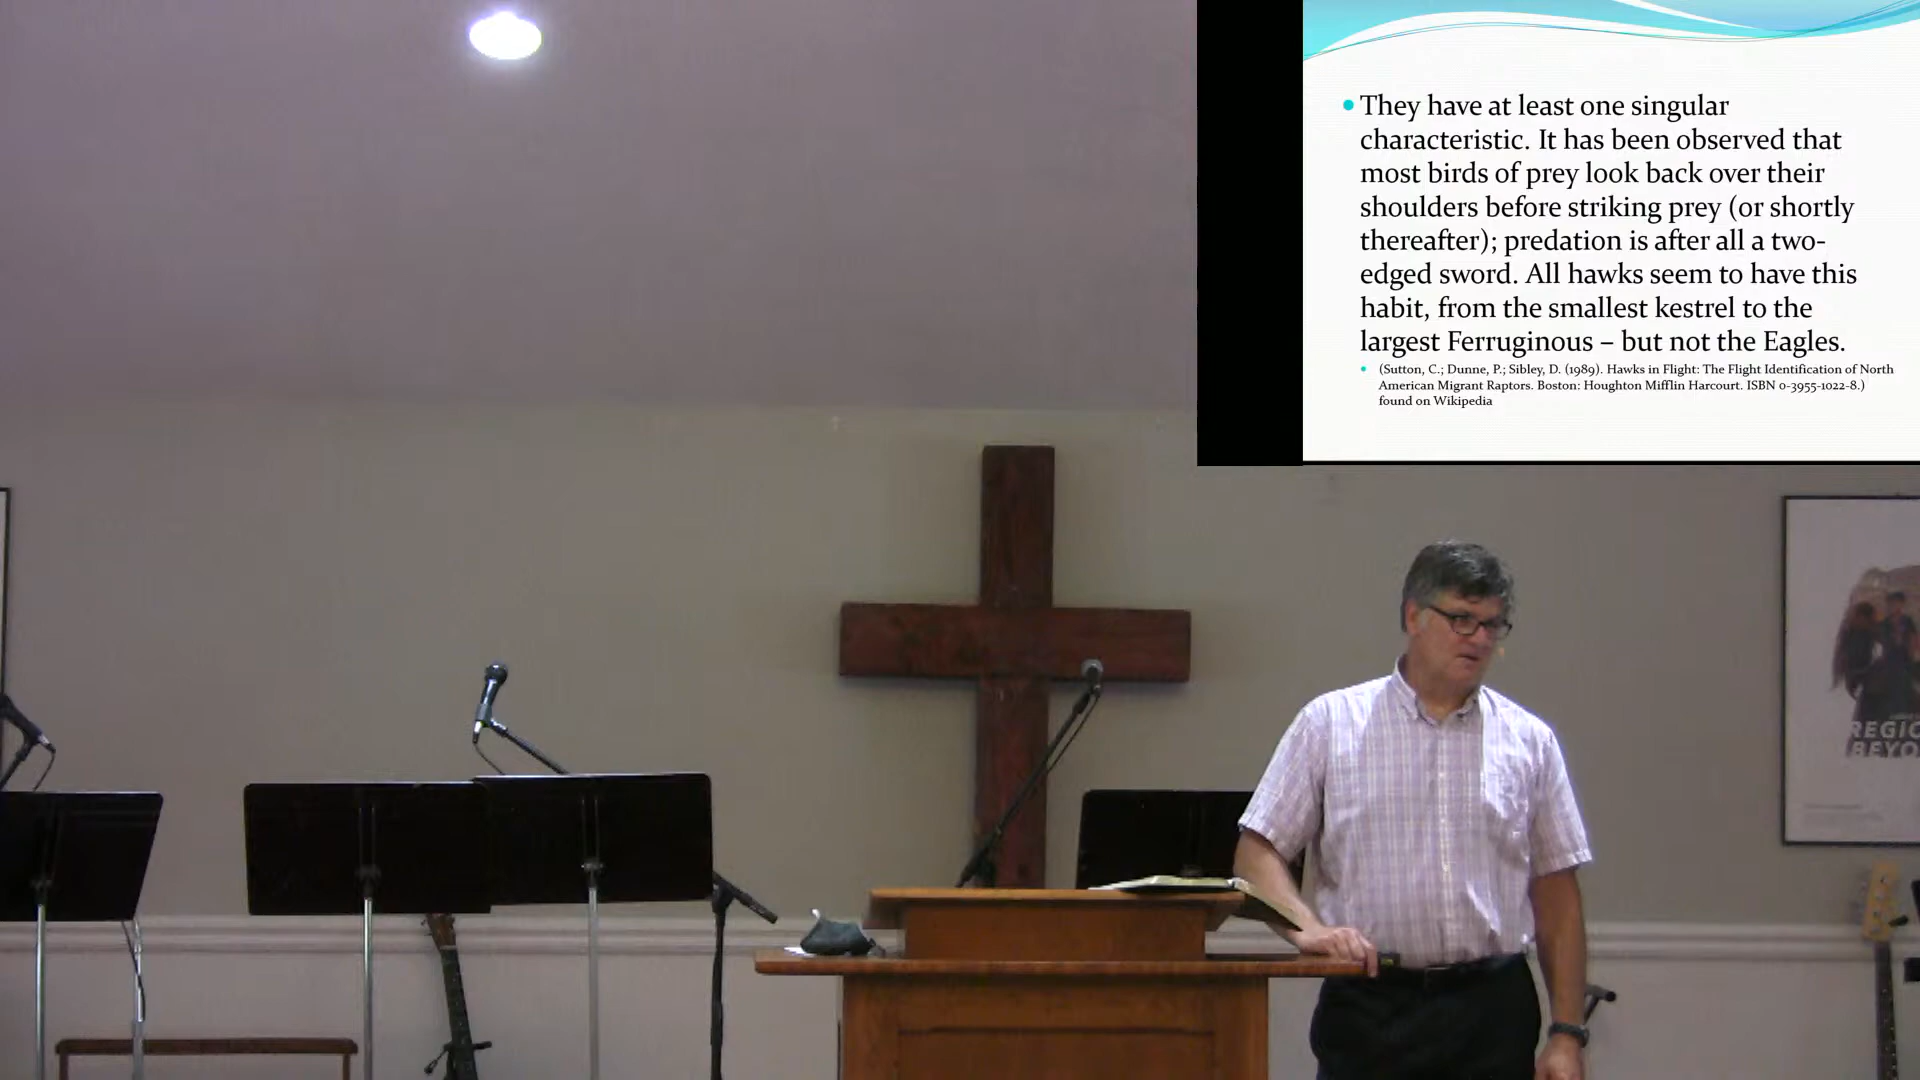 They have at least one singular
characteristic. It has been observed that
most birds of prey look back over their
shoulders before striking prey (or shortly
thereafter); predation is after all a two-
edged sword. All hawks seem to have this
habit, from the smallest kestrel to the
largest Ferruginous – but not the Eagles.
(Sutton, C.; Dunne, P.; Sibley, D. (1989). Hawks in Flight: The Flight Identification of North
American Migrant Raptors. Boston: Houghton Mifflin Harcourt. ISBN 0-3955-1022-8.)
found on Wikipedia
REGIO
BEYO